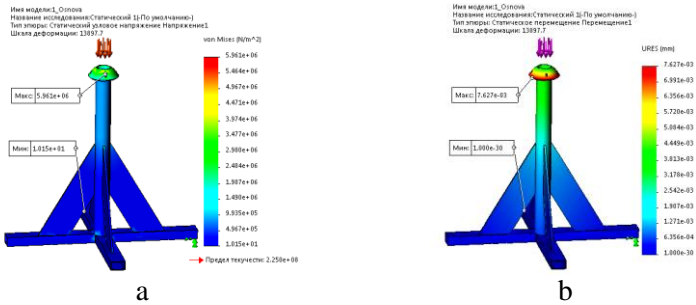 Имя модели:1_Osnova
Название исследования:Статический 1(-По умолчанию-)
Тип эпюры: Статический узловое напряжение Напряжение1
Шкала деформации: 13897.7
von Mises (N/m^2)
5.961e+06
5.464e+06
4.967e+06
4.471e+06
3.974e+06
3.477e+06
2.980e+06
2.484e+06
1.987e+06
1.490e+06
9.935e+05
4.967e+05
1.015e+01
Предел текучести: 2.250e+08
Макс: 5.961e+06
Мин: 1.015e+01
a
Имя модели:1_Osnova
Название исследования:Статический 1(-По умолчанию-)
Тип эпюры: Статическое перемещение Перемещение1
Шкала деформации: 13897.7
URES (mm)
7.627e-03
6.991e-03
6.356e-03
5.720e-03
5.084e-03
4.449e-03
3.813e-03
3.178e-03
2.542e-03
1.907e-03
1.271e-03
6.356e-04
1.000e-30
Макс: 7.627e-03
Мин: 1.000e-30
b